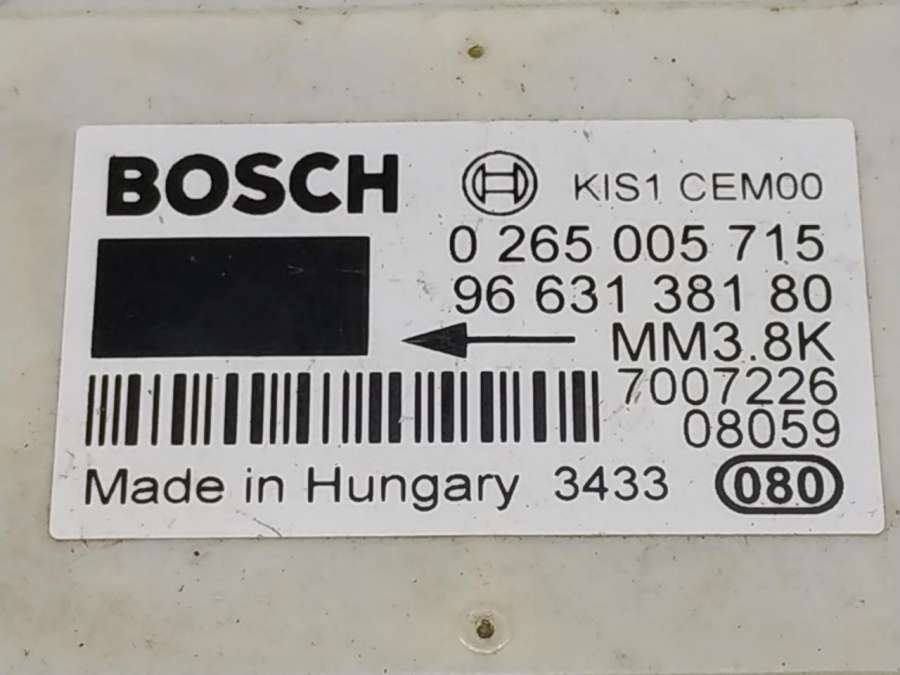 BOSCH KIS1 CEM00
0 265 005 715
96 631 381 80
MM3.8K
7007226
08059
Made in Hungary 3433 080